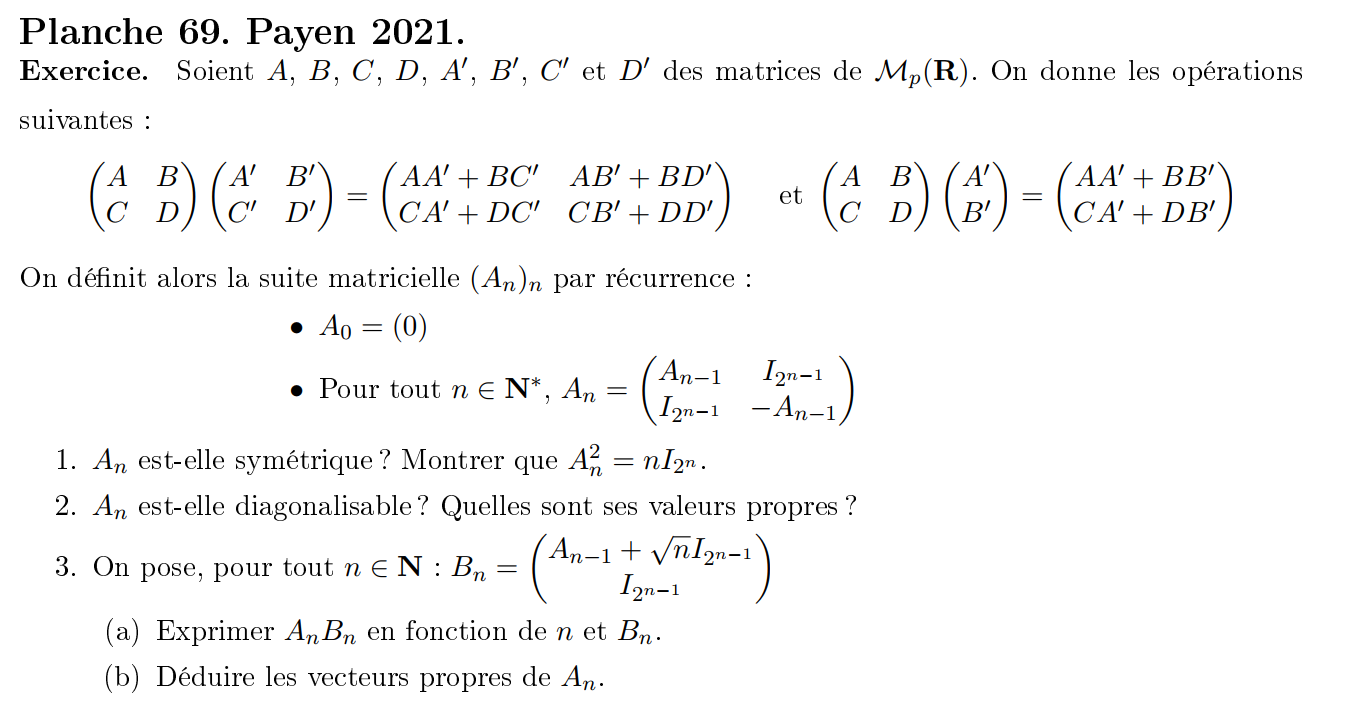 Planche 69. Payen 2021.
Exercice. Soient $A$, $B$, $C$, $D$, $A'$, $B'$, $C'$ et $D'$ des matrices de $\mathcal{M}_p(\mathbf{R})$. On donne les opérations
suivantes :
$\begin{pmatrix} A & B \\ C & D \end{pmatrix} \begin{pmatrix} A' & B' \\ C' & D' \end{pmatrix} = \begin{pmatrix} AA' + BC' & AB' + BD' \\ CA' + DC' & CB' + DD' \end{pmatrix}$ et $\begin{pmatrix} A & B \\ C & D \end{pmatrix} \begin{pmatrix} A' \\ B' \end{pmatrix} = \begin{pmatrix} AA' + BB' \\ CA' + DB' \end{pmatrix}$
On définit alors la suite matricielle $(A_n)_n$ par récurrence :
• $A_0 = (0)$
• Pour tout $n \in \mathbf{N}^*$, $A_n = \begin{pmatrix} A_{n-1} & I_{2^{n-1}} \\ I_{2^{n-1}} & -A_{n-1} \end{pmatrix}$
1. $A_n$ est-elle symétrique ? Montrer que $A_n^2 = nI_{2^n}$.
2. $A_n$ est-elle diagonalisable ? Quelles sont ses valeurs propres ?
3. On pose, pour tout $n \in \mathbf{N}$ : $B_n = \begin{pmatrix} A_{n-1} + \sqrt{n}I_{2^{n-1}} \\ I_{2^{n-1}} \end{pmatrix}$
(a) Exprimer $A_nB_n$ en fonction de $n$ et $B_n$.
(b) Déduire les vecteurs propres de $A_n$.